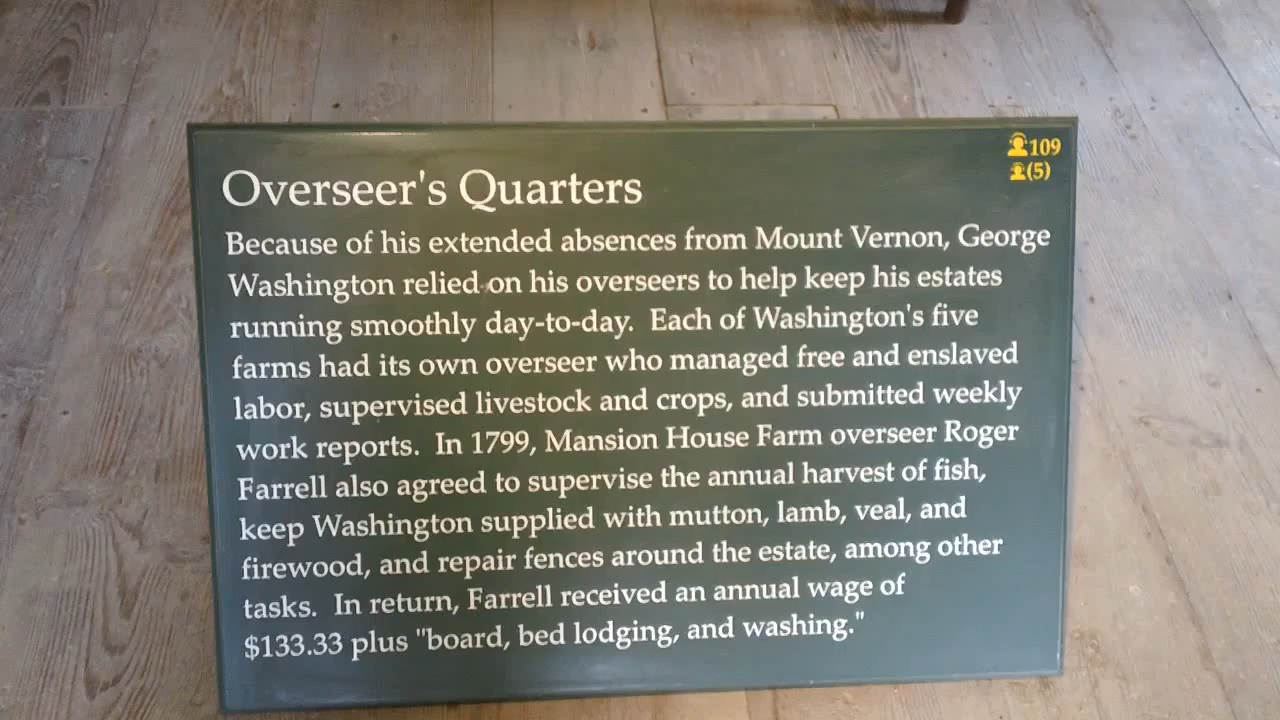 109
(5)
Overseer's Quarters
Because of his extended absences from Mount Vernon, George
Washington relied on his overseers to help keep his estates
running smoothly day-to-day.  Each of Washington's five
farms had its own overseer who managed free and enslaved
labor, supervised livestock and crops, and submitted weekly
work reports.  In 1799, Mansion House Farm overseer Roger
Farrell also agreed to supervise the annual harvest of fish,
keep Washington supplied with mutton, lamb, veal, and
firewood, and repair fences around the estate, among other
tasks.  In return, Farrell received an annual wage of
$133.33 plus "board, bed lodging, and washing."